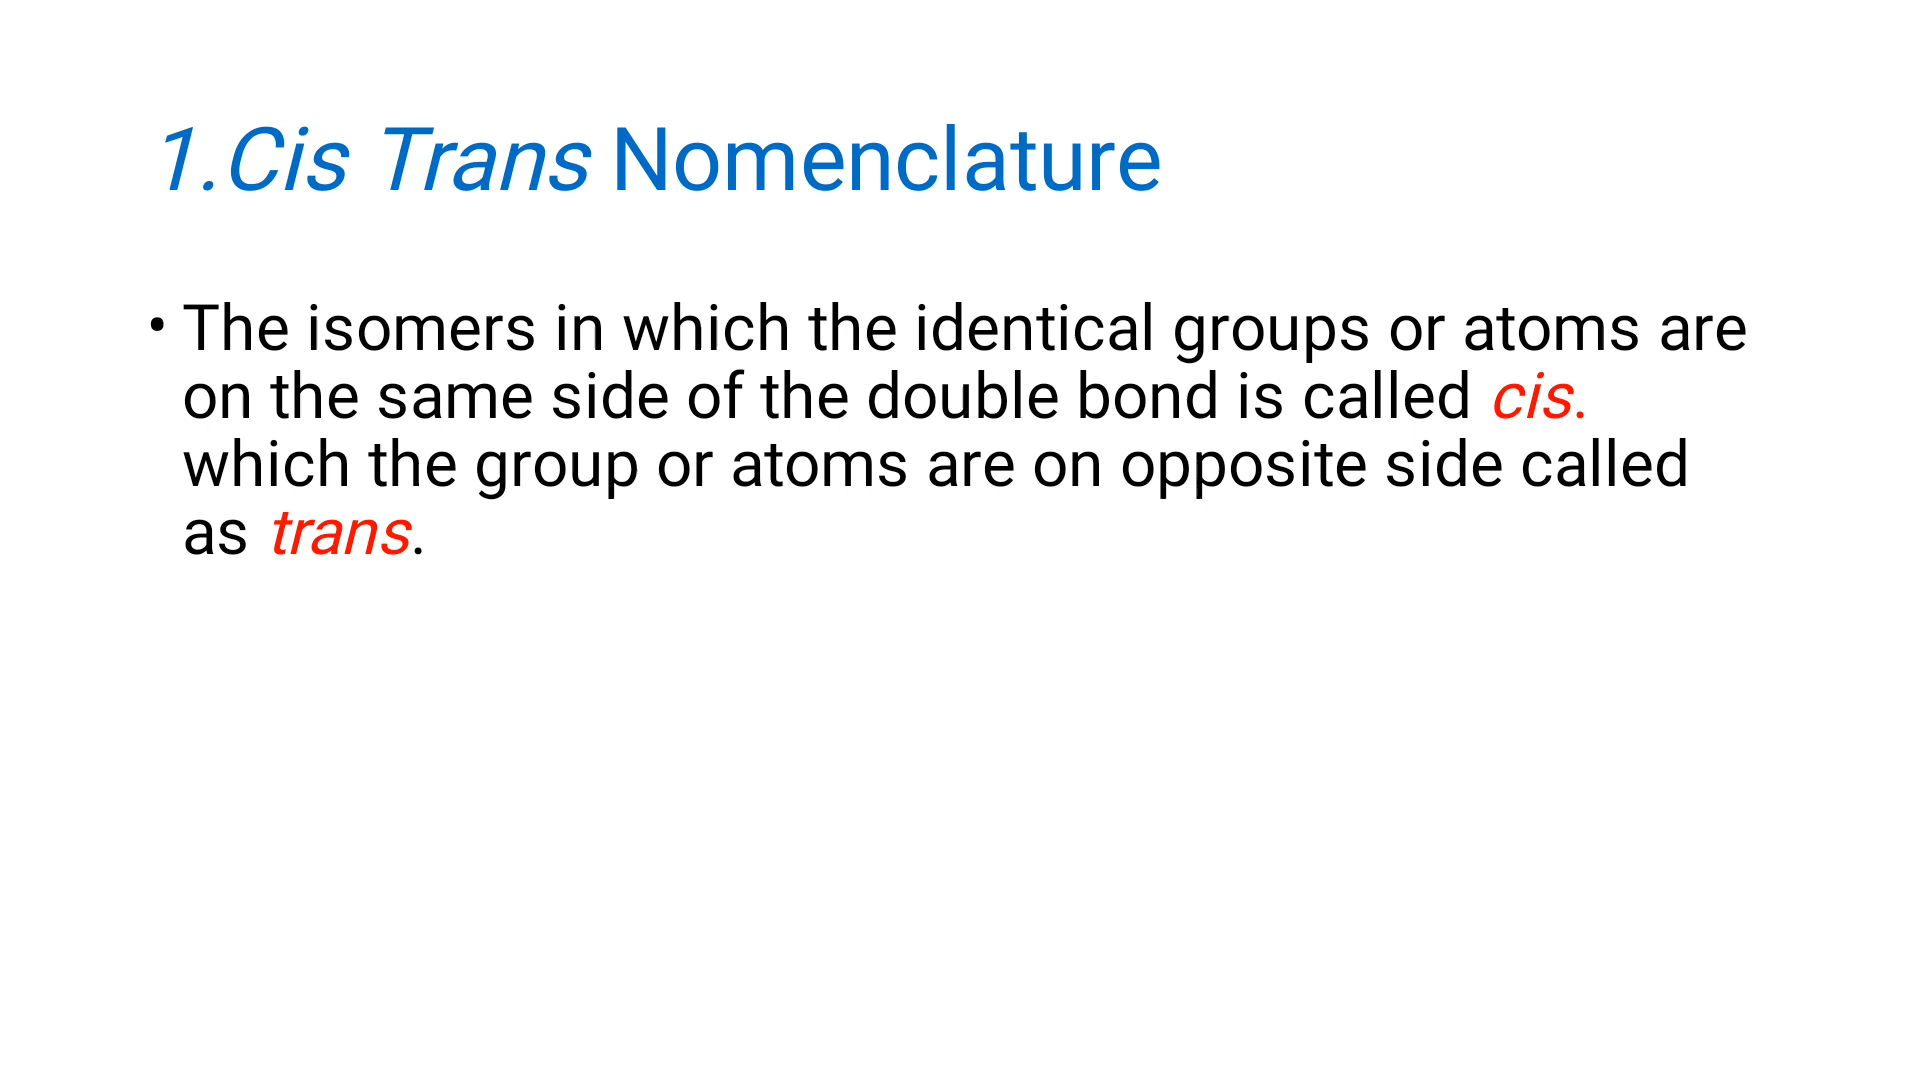 1.Cis Trans Nomenclature
• The isomers in which the identical groups or atoms are
on the same side of the double bond is called cis.
which the group or atoms are on opposite side called
as trans.